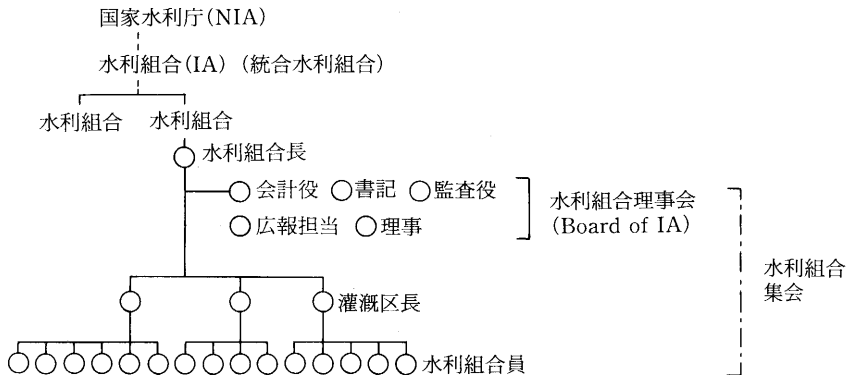 国家水利庁(NIA)
水利組合(IA) (統合水利組合)
水利組合 水利組合
水利組合長
会計役 書記 監査役
広報担当 理事
水利組合理事会
(Board of IA)
水利組合
集会
灌漑区長
水利組合員